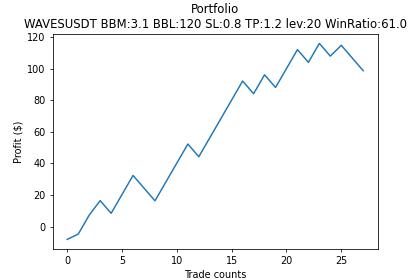 Portfolio
WAVESUSDT BBM:3.1 BBL:120 SL:0.8 TP:1.2 lev:20 WinRatio:61.0
120
100
80
60
40
20
0
Profit ($)
0 5 10 15 20 25
Trade counts